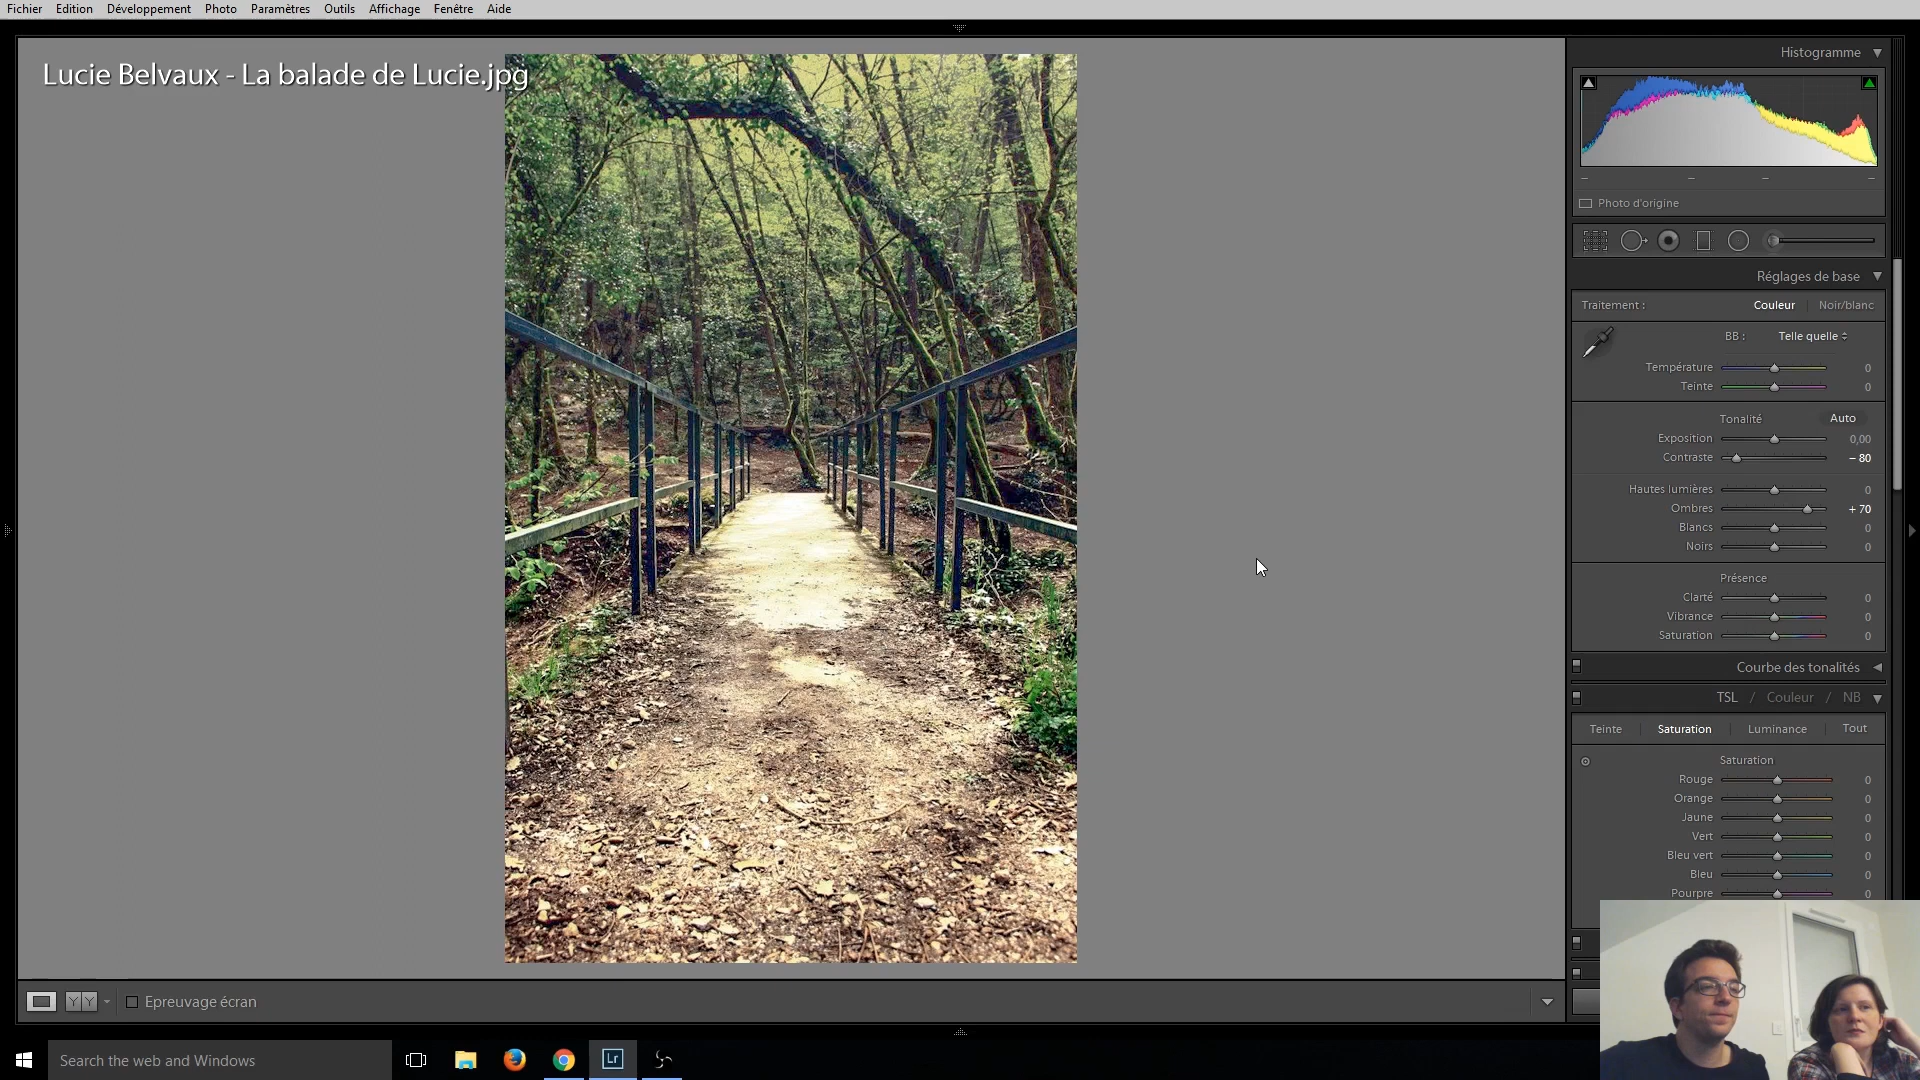 Fichier Edition Développement Photo Paramètres Outils Affichage Fenêtre Aide
Lucie Belvaux - La balade de Lucie.jpg
Histogramme
Photo d'origine
Réglages de base
Traitement : Couleur Noir/blanc
BB : Telle quelle
Température 0
Teinte 0
Tonalité Auto
Exposition 0,00
Contraste – 80
Hautes lumières 0
Ombres + 70
Blancs 0
Noirs 0
Présence
Clarté 0
Vibrance 0
Saturation 0
Courbe des tonalités
TSL / Couleur / NB
Teinte Saturation Luminance Tout
Saturation
Rouge 0
Orange 0
Jaune 0
Vert 0
Bleu vert 0
Bleu 0
Pourpre 0
YY Epreuvage écran
Search the web and Windows
Lr